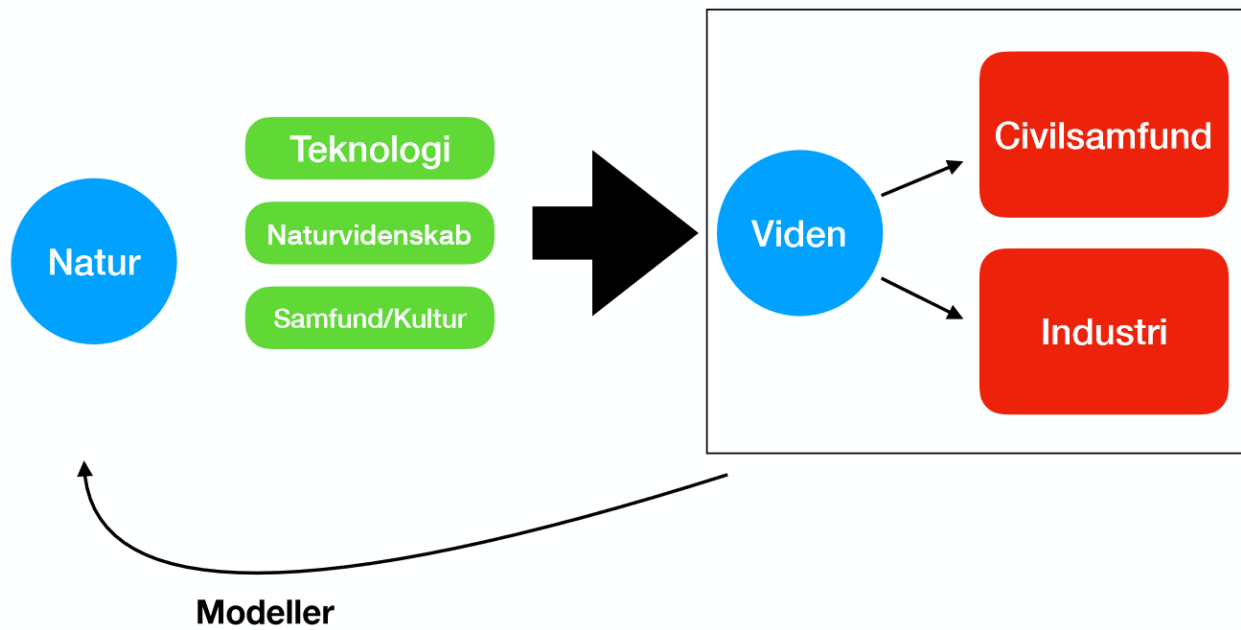 Natur
Teknologi
Naturvidenskab
Samfund/Kultur
Viden
Civilsamfund
Industri
Modeller